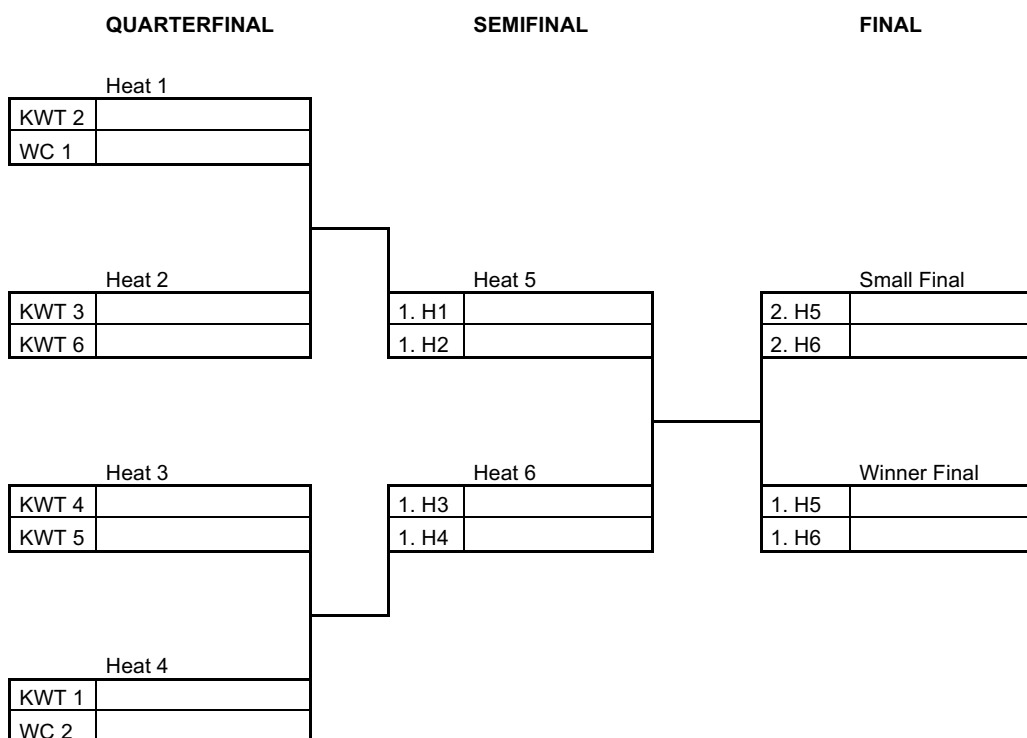 QUARTERFINAL SEMIFINAL FINAL
Heat 1
KWT 2
WC 1
Heat 2 Heat 5 Small Final
KWT 3 1. H1 2. H5
KWT 6 1. H2 2. H6
Heat 3 Heat 6 Winner Final
KWT 4 1. H3 1. H5
KWT 5 1. H4 1. H6
Heat 4
KWT 1
WC 2